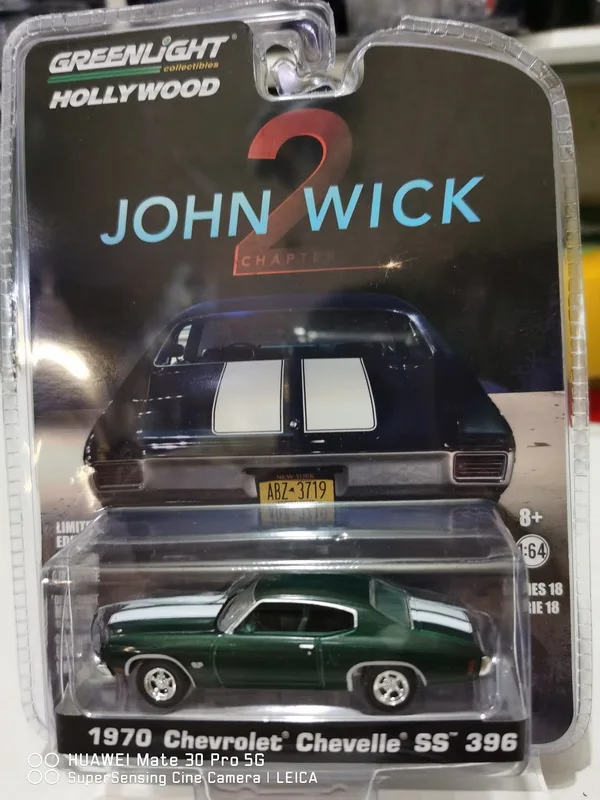 GREENLIGHT
collectibles
HOLLYWOOD
2
JOHN WICK
CHAPTER
NEW YORK
ABZ 3719
8+
1:64
1970 Chevrolet® Chevelle® SS™ 396
HUAWEI Mate 30 Pro 5G
SuperSensing Cine Camera | LEICA